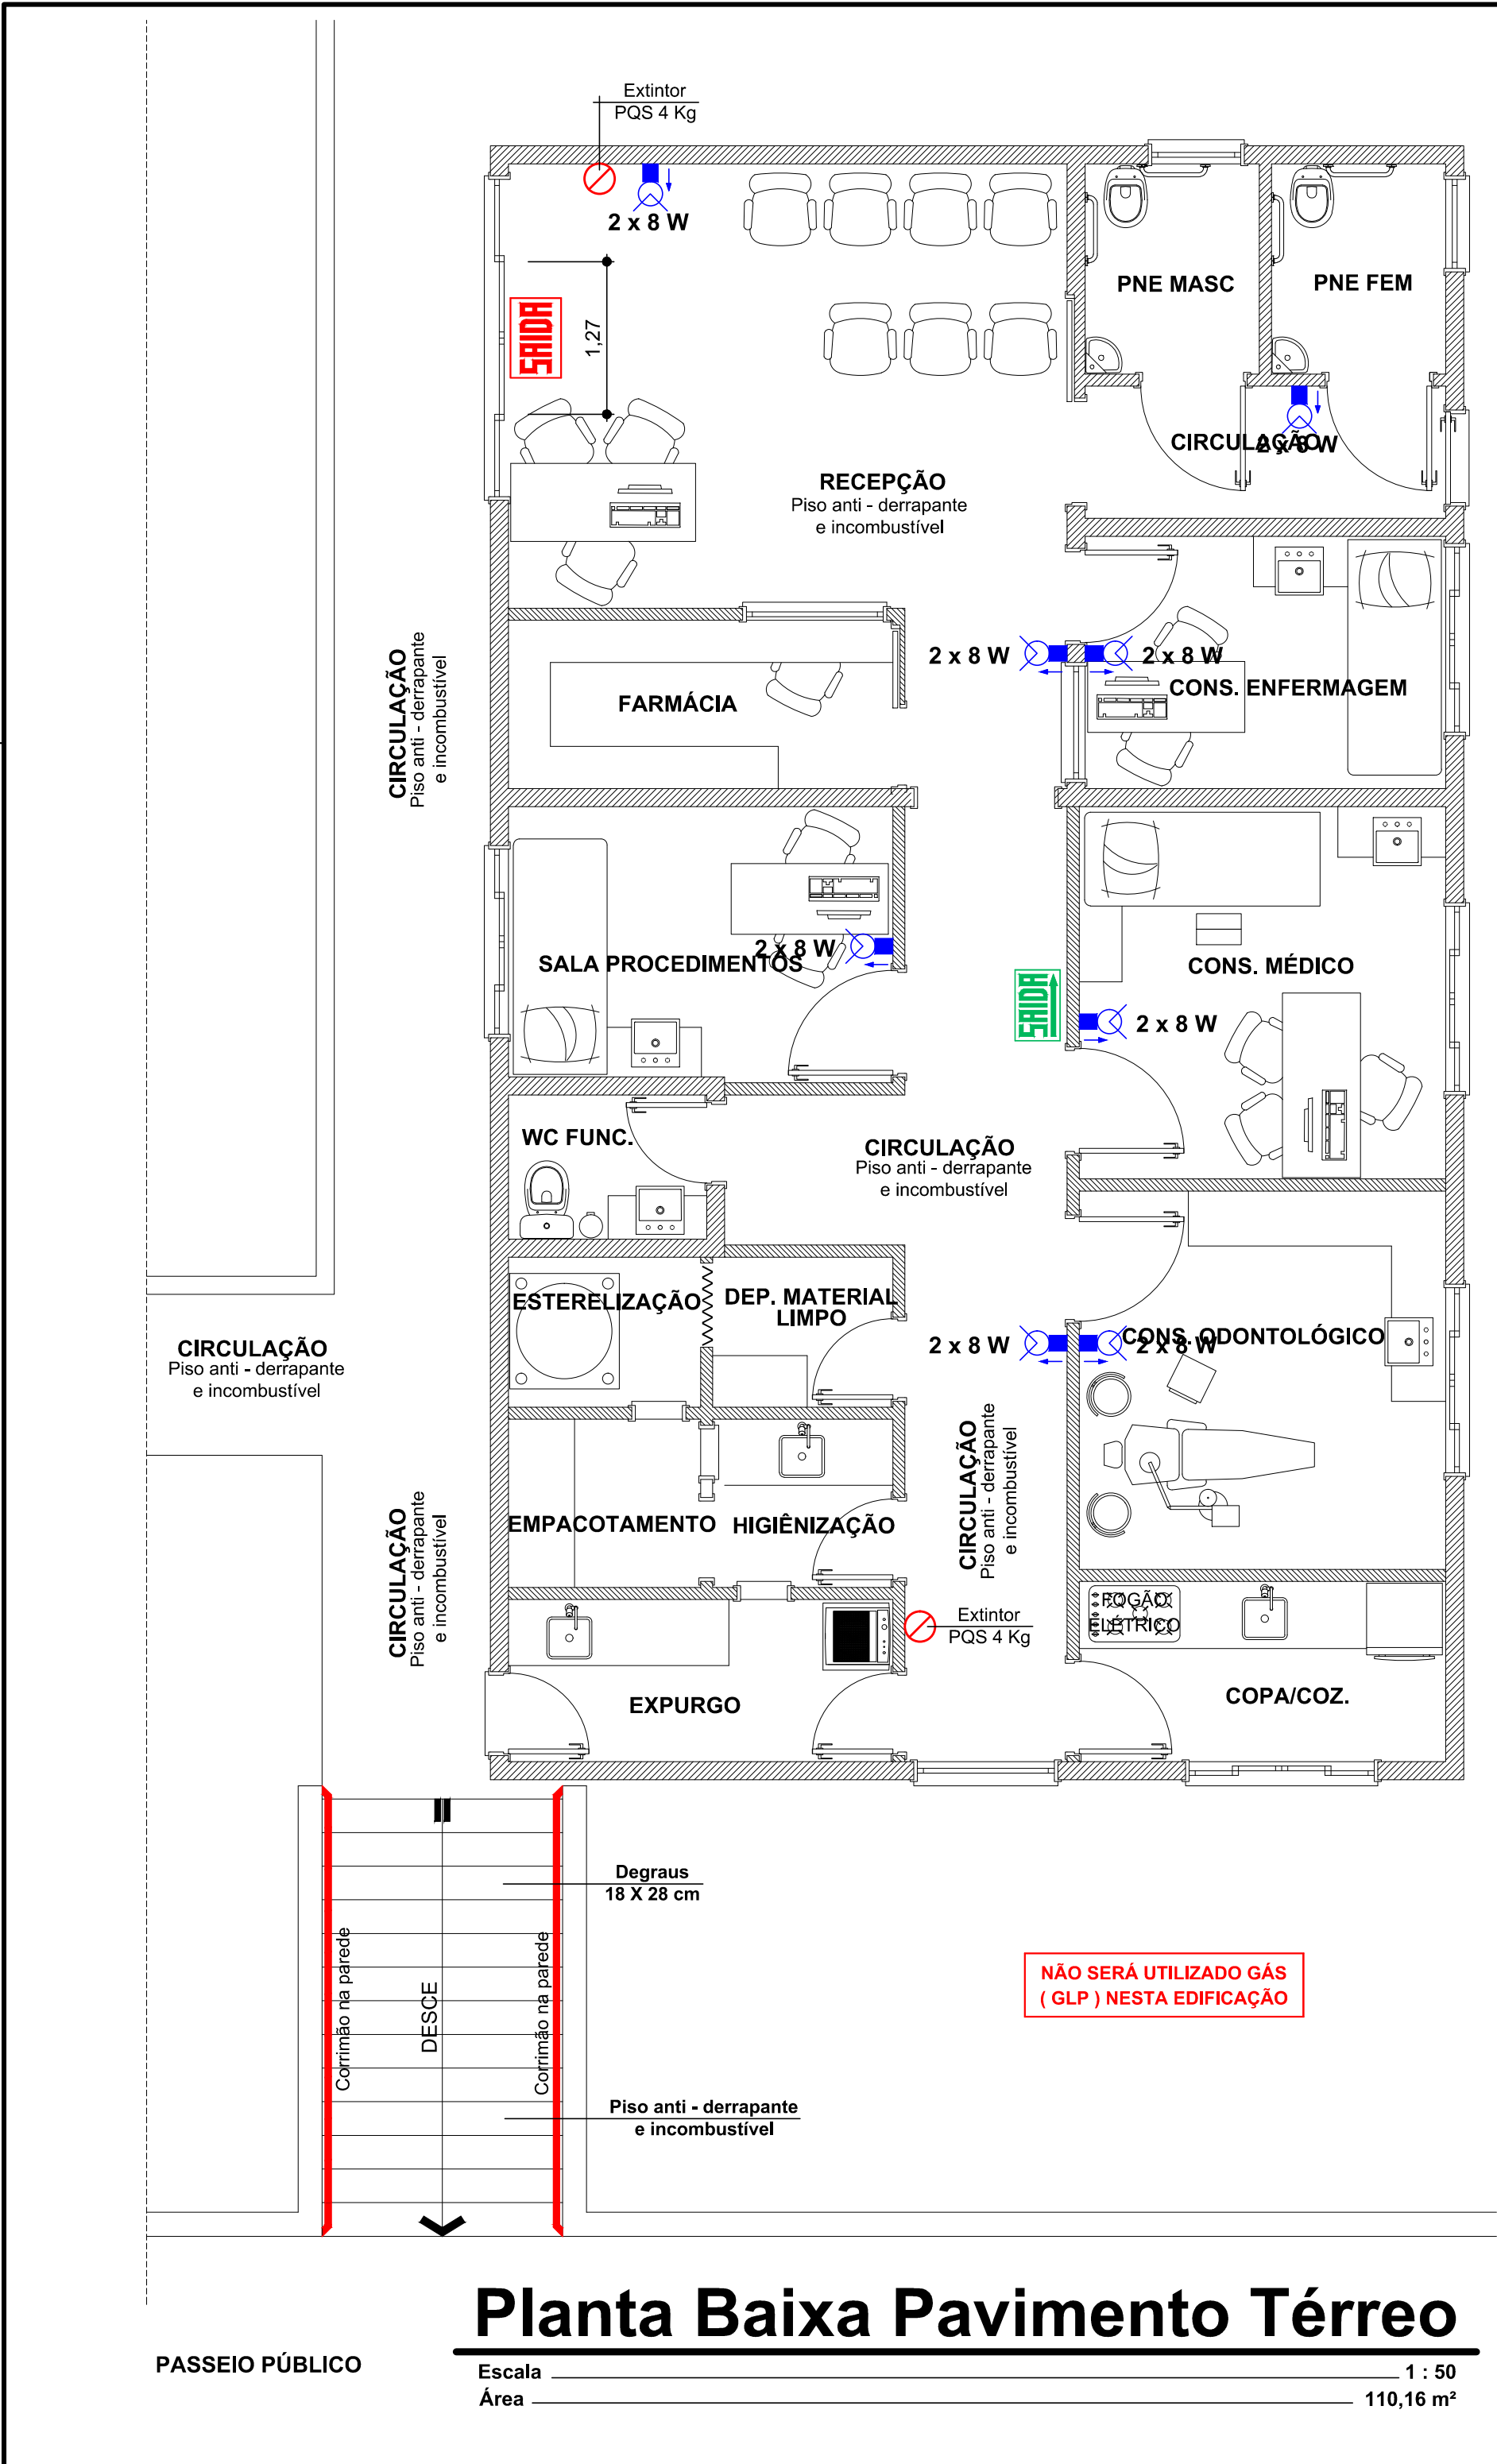 Extintor
PQS 4 Kg
2 x 8 W
SAIDA
1,27
PNE MASC
PNE FEM
CIRCULAÇÃO
2 x 8 W
RECEPÇÃO
Piso anti - derrapante
e incombustível
CIRCULAÇÃO
Piso anti - derrapante
e incombustível
FARMÁCIA
2 x 8 W
2 x 8 W
CONS. ENFERMAGEM
2 x 8 W
SALA PROCEDIMENTOS
CONS. MÉDICO
SAIDA
2 x 8 W
WC FUNC.
CIRCULAÇÃO
Piso anti - derrapante
e incombustível
ESTERELIZAÇÃO
DEP. MATERIAL
LIMPO
2 x 8 W
2 x 8 W
CONS. ODONTOLÓGICO
CIRCULAÇÃO
Piso anti - derrapante
e incombustível
CIRCULAÇÃO
Piso anti - derrapante
e incombustível
EMPACOTAMENTO
HIGIÊNIZAÇÃO
CIRCULAÇÃO
Piso anti - derrapante
e incombustível
Extintor
PQS 4 Kg
FOGÃO
ELÉTRICO
EXPURGO
COPA/COZ.
Degraus
18 X 28 cm
Corrimão na parede
DESCE
Corrimão na parede
NÃO SERÁ UTILIZADO GÁS
( GLP ) NESTA EDIFICAÇÃO
Piso anti - derrapante
e incombustível
Planta Baixa Pavimento Térreo
PASSEIO PÚBLICO
Escala 1 : 50
Área 110,16 m²